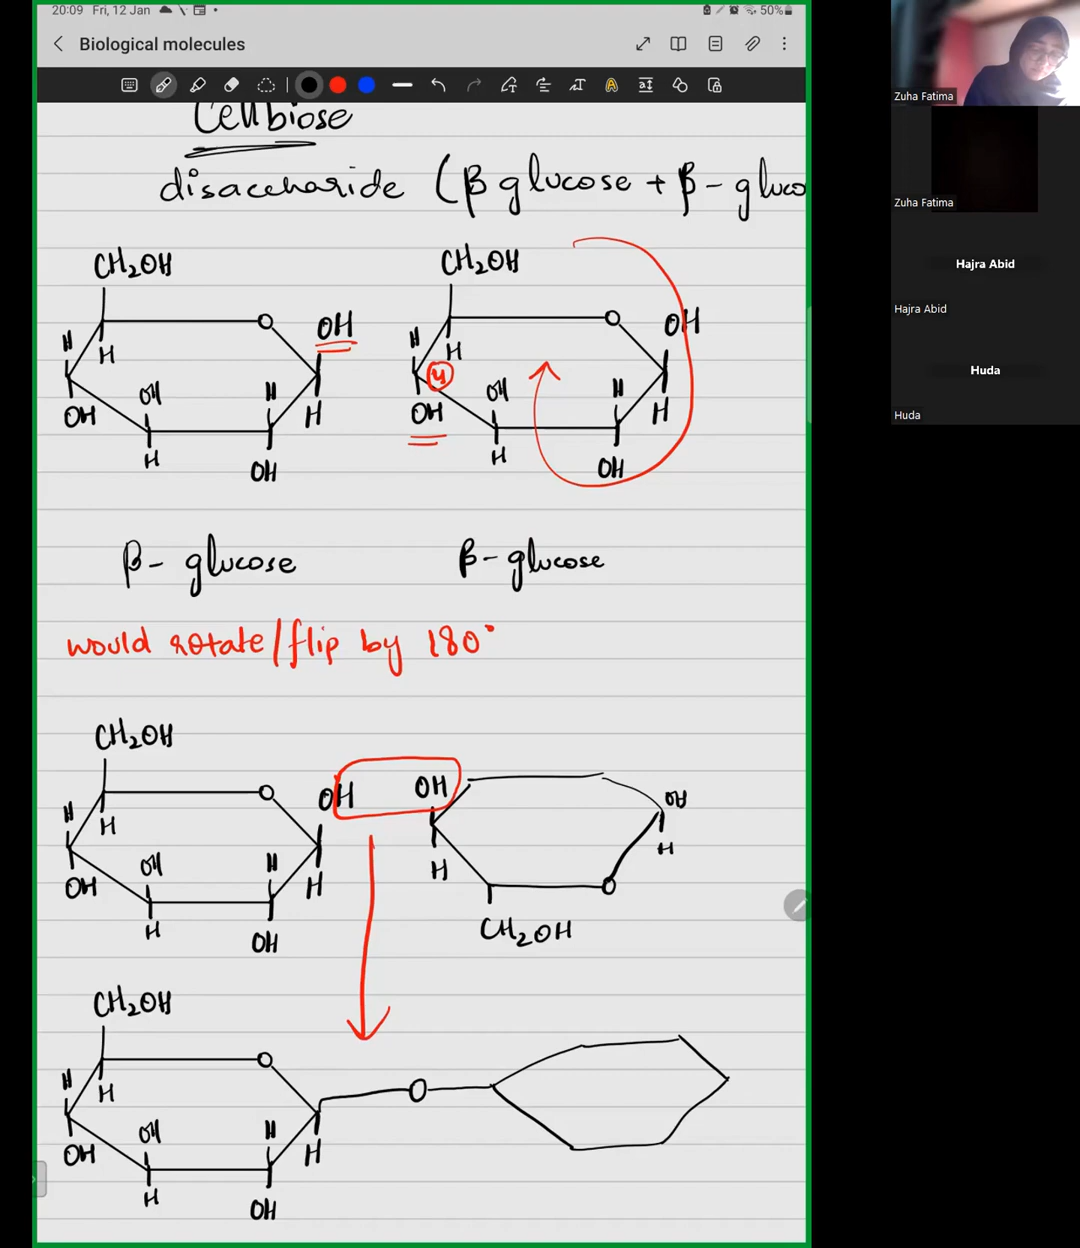 20:09 Fri, 12 Jan
50%
Biological molecules
Cellbiose
disaccharide (β glucose + β - gluco
CH₂OH CH₂OH
O OH O OH
H H H H
4
OH H OH H
OH H OH H
H OH H OH
β - glucose β - glucose
would rotate/flip by 180°
CH₂OH
O OH OH OH
H H H
OH H
OH H H
H OH O
CH₂OH
CH₂OH
O
H H O
OH H
OH H
H OH
Zuha Fatima
Zuha Fatima
Hajra Abid
Hajra Abid
Huda
Huda